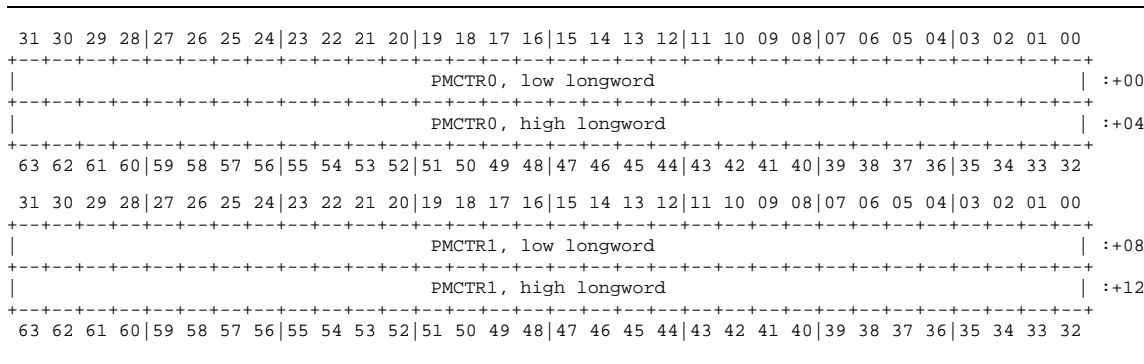 31 30 29 28|27 26 25 24|23 22 21 20|19 18 17 16|15 14 13 12|11 10 09 08|07 06 05 04|03 02 01 00
+--+--+--+--+--+--+--+--+--+--+--+--+--+--+--+--+--+--+--+--+--+--+--+--+--+--+--+--+--+--+--+--+
| PMCTR0, low longword | :+00
+--+--+--+--+--+--+--+--+--+--+--+--+--+--+--+--+--+--+--+--+--+--+--+--+--+--+--+--+--+--+--+--+
| PMCTR0, high longword | :+04
+--+--+--+--+--+--+--+--+--+--+--+--+--+--+--+--+--+--+--+--+--+--+--+--+--+--+--+--+--+--+--+--+
63 62 61 60|59 58 57 56|55 54 53 52|51 50 49 48|47 46 45 44|43 42 41 40|39 38 37 36|35 34 33 32
31 30 29 28|27 26 25 24|23 22 21 20|19 18 17 16|15 14 13 12|11 10 09 08|07 06 05 04|03 02 01 00
+--+--+--+--+--+--+--+--+--+--+--+--+--+--+--+--+--+--+--+--+--+--+--+--+--+--+--+--+--+--+--+--+
| PMCTR1, low longword | :+08
+--+--+--+--+--+--+--+--+--+--+--+--+--+--+--+--+--+--+--+--+--+--+--+--+--+--+--+--+--+--+--+--+
| PMCTR1, high longword | :+12
+--+--+--+--+--+--+--+--+--+--+--+--+--+--+--+--+--+--+--+--+--+--+--+--+--+--+--+--+--+--+--+--+
63 62 61 60|59 58 57 56|55 54 53 52|51 50 49 48|47 46 45 44|43 42 41 40|39 38 37 36|35 34 33 32